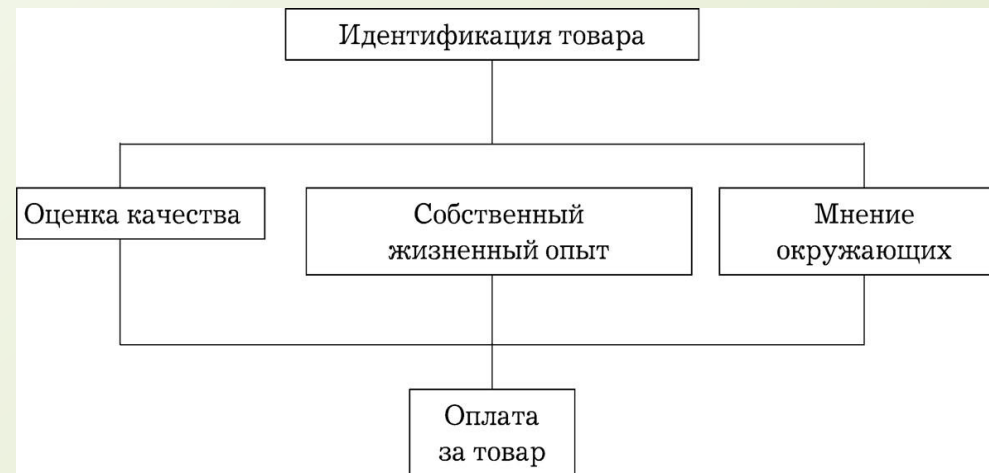 Идентификация товара
Оценка качества
Собственный
жизненный опыт
Мнение
окружающих
Оплата
за товар